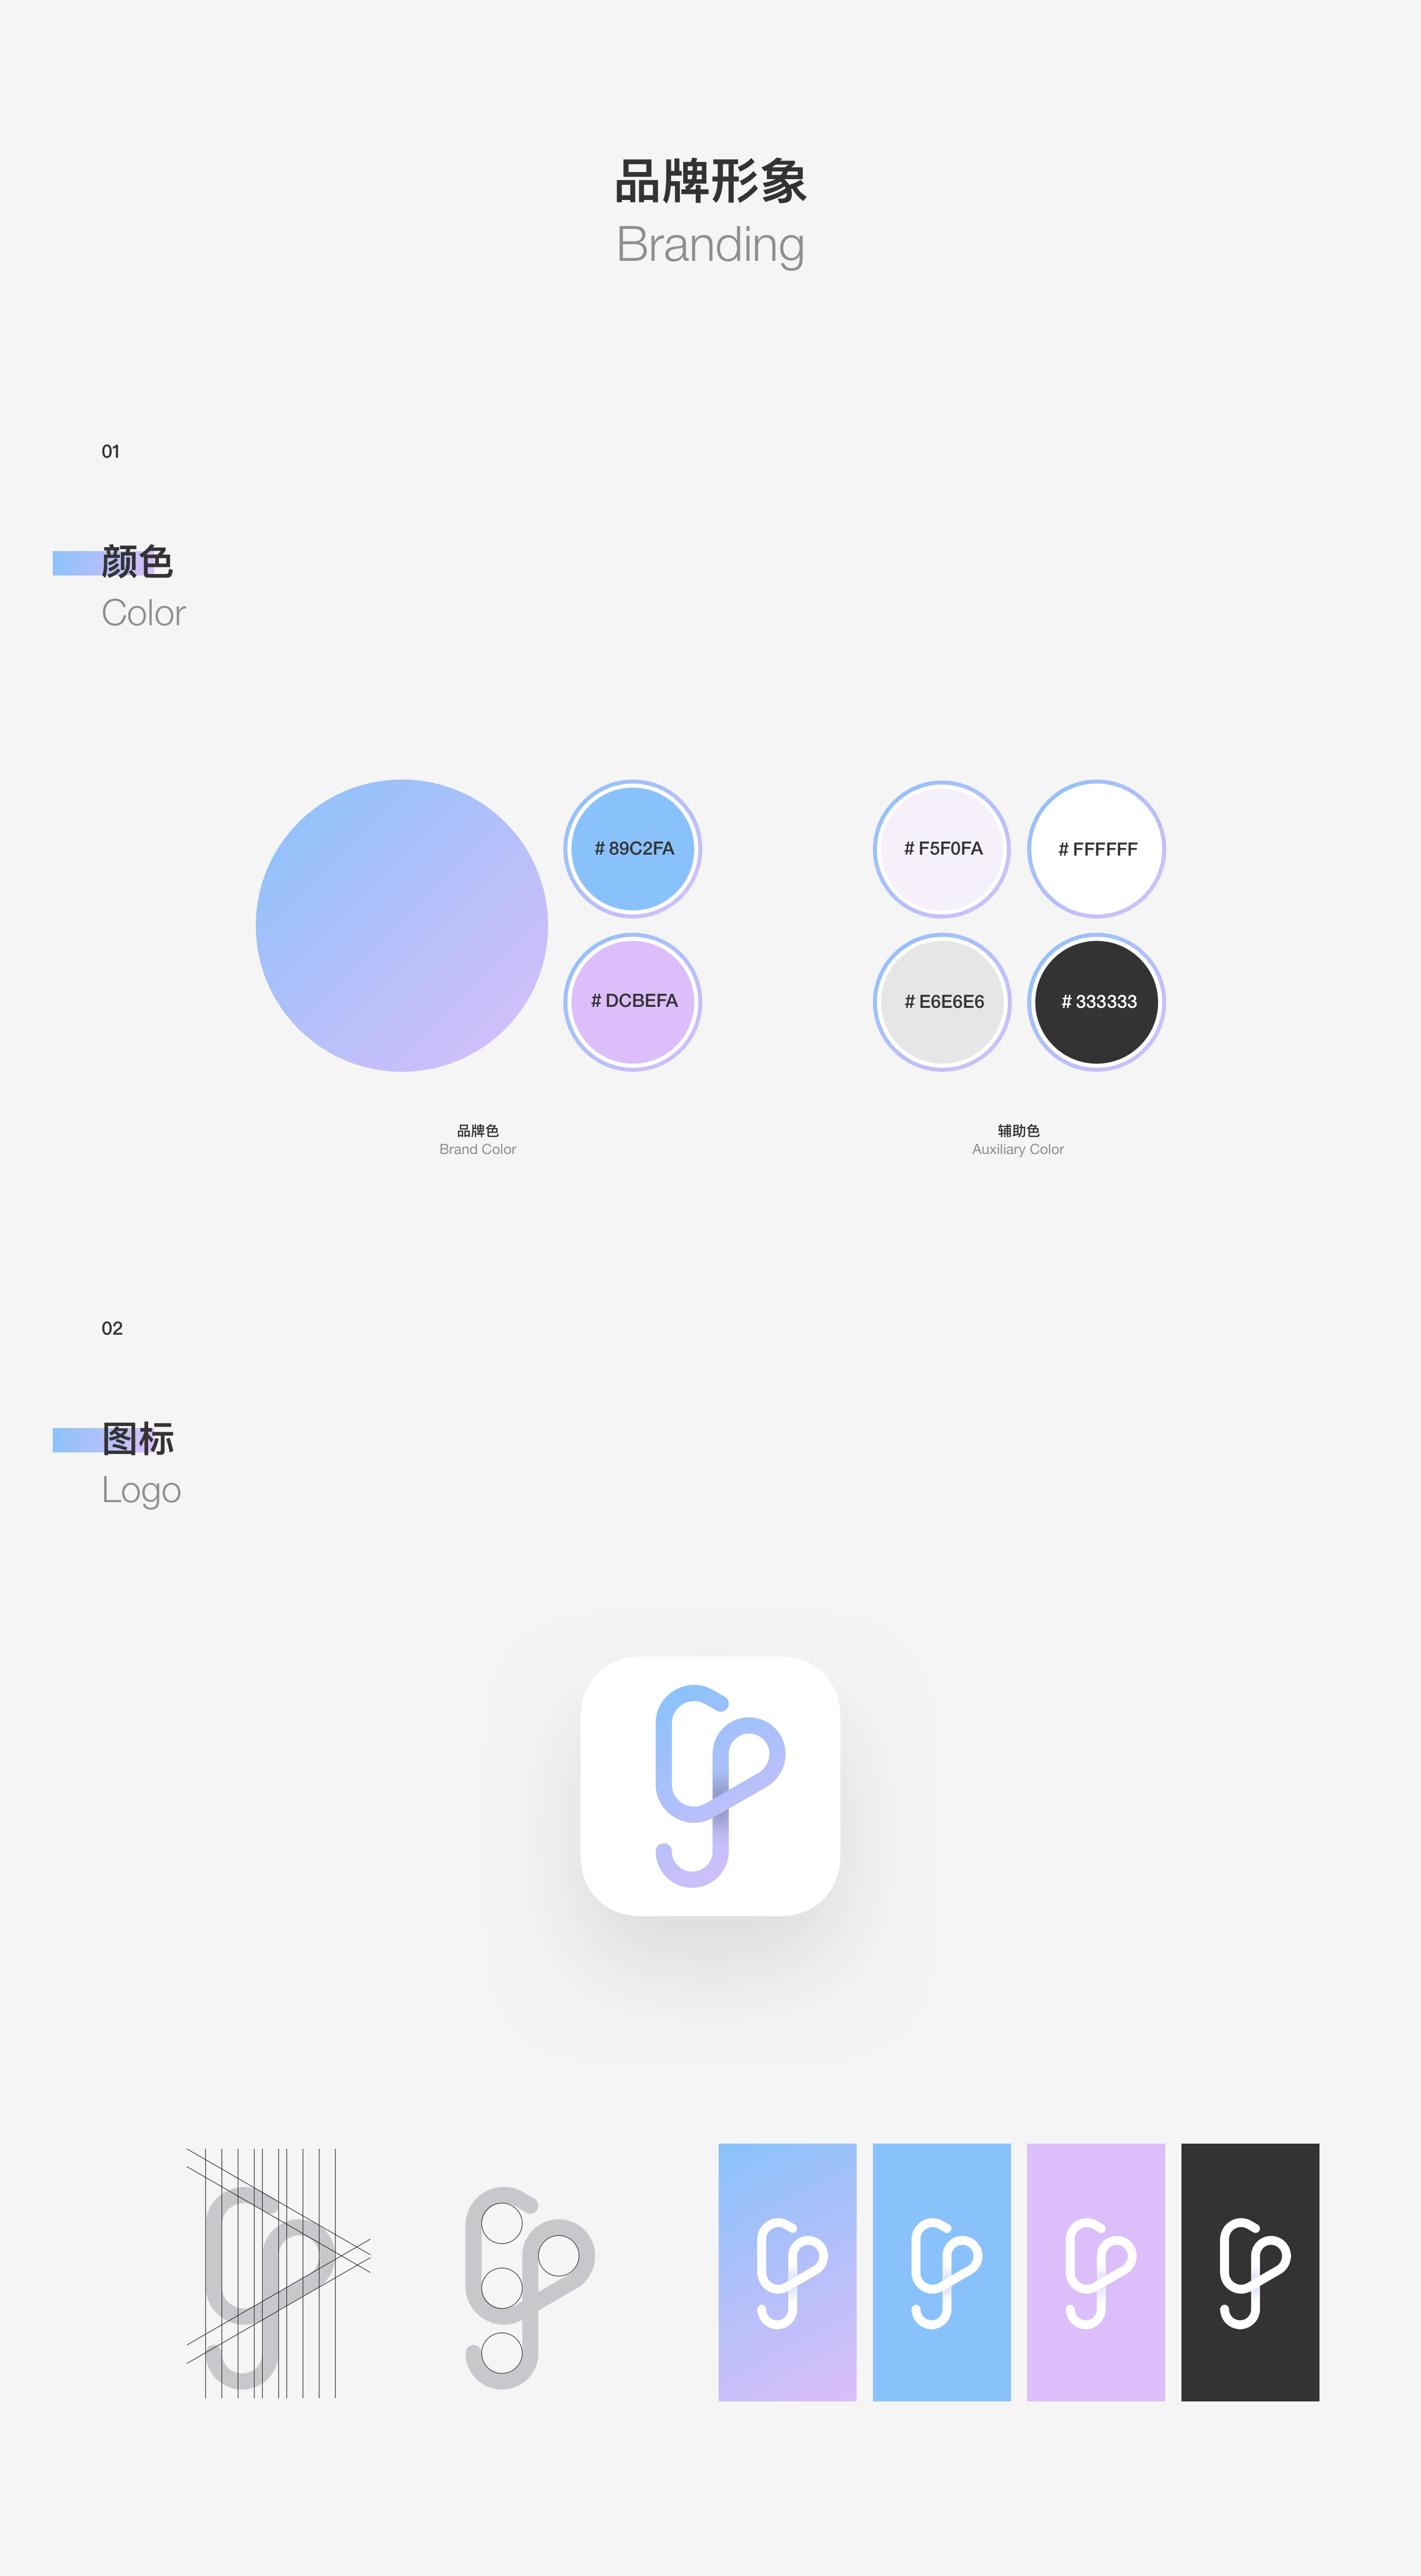 品牌形象
Branding
01
颜色
Color
# 89C2FA
# F5F0FA
# FFFFFF
# DCBEFA
# E6E6E6
# 333333
品牌色
Brand Color
辅助色
Auxiliary Color
02
图标
Logo